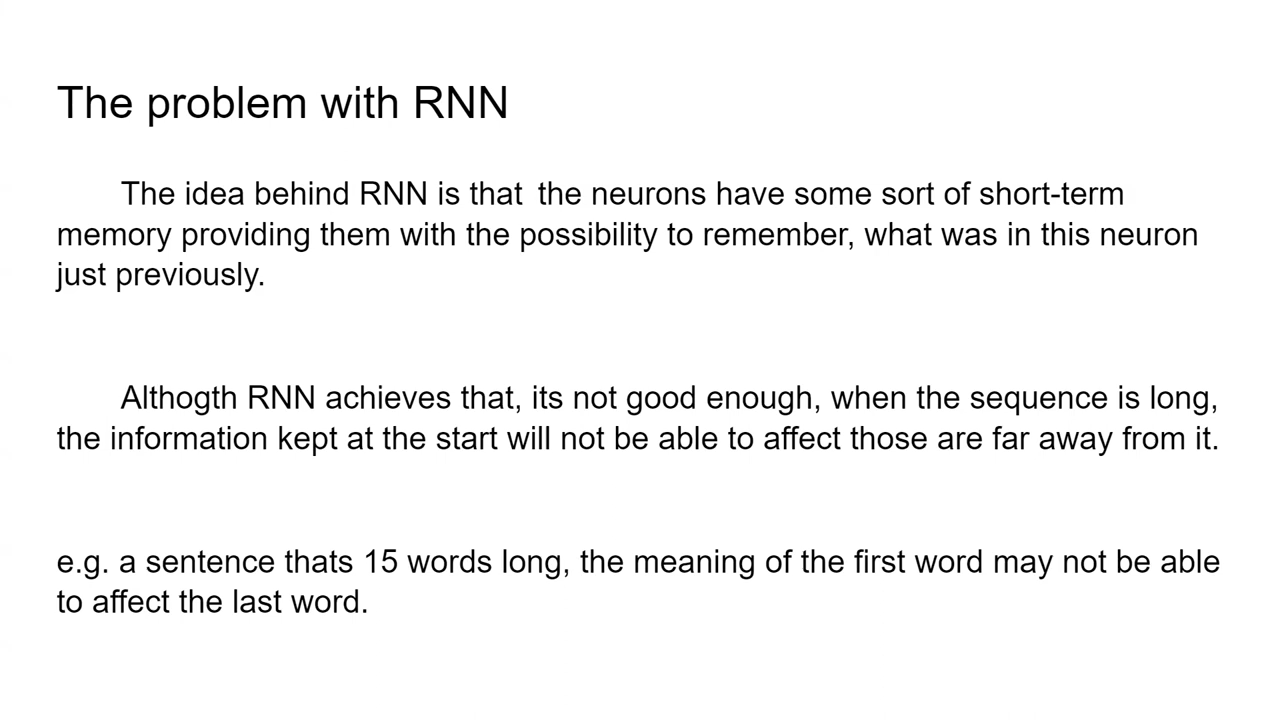 The problem with RNN
The idea behind RNN is that the neurons have some sort of short-term
memory providing them with the possibility to remember, what was in this neuron
just previously.
Althogth RNN achieves that, its not good enough, when the sequence is long,
the information kept at the start will not be able to affect those are far away from it.
e.g. a sentence thats 15 words long, the meaning of the first word may not be able
to affect the last word.